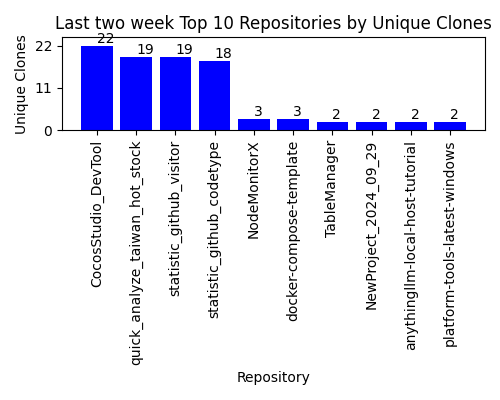 Last two week Top 10 Repositories by Unique Clones
Unique Clones
22
11
0
22
19
19
18
3
3
2
2
2
2
CocosStudio_DevTool
quick_analyze_taiwan_hot_stock
statistic_github_visitor
statistic_github_codetype
NodeMonitorX
docker-compose-template
TableManager
NewProject_2024_09_29
anythingllm-local-host-tutorial
platform-tools-latest-windows
Repository